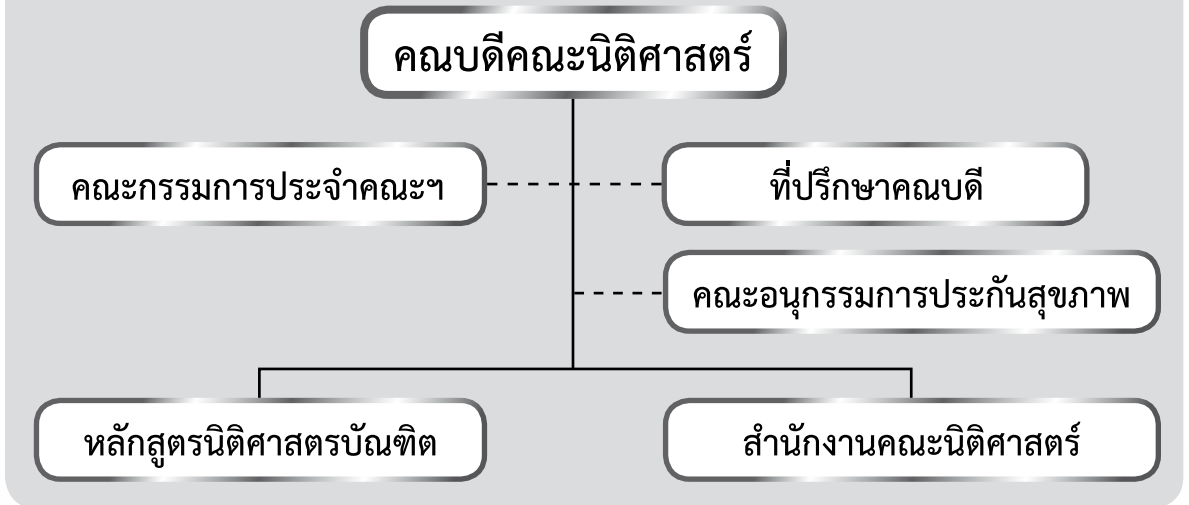 คณบดีคณะนิติศาสตร์
คณะกรรมการประจำคณะฯ
ที่ปรึกษาคณบดี
คณะอนุกรรมการประกันสุขภาพ
หลักสูตรนิติศาสตรบัณฑิต
สำนักงานคณะนิติศาสตร์